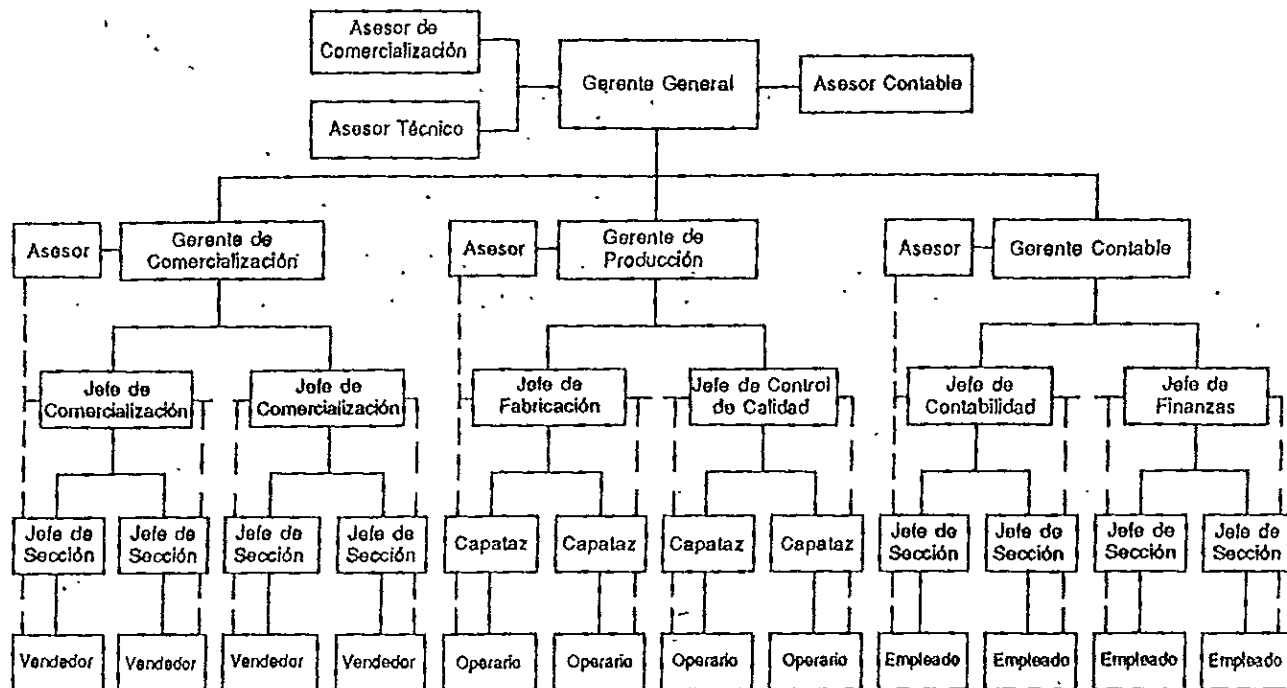 Asesor de
Comercialización
Gerente General
Asesor Contable
Asesor Técnico
Asesor
Gerente de
Comercialización
Asesor
Gerente de
Producción
Asesor
Gerente Contable
Jefe de
Comercialización
Jefe de
Comercialización
Jefe de
Fabricación
Jefe de Control
de Calidad
Jefe de
Contabilidad
Jefe de
Finanzas
Jefe de
Sección
Jefe de
Sección
Jefe de
Sección
Jefe de
Sección
Capataz
Capataz
Capataz
Capataz
Jefe de
Sección
Jefe de
Sección
Jefe de
Sección
Jefe de
Sección
Vendedor
Vendedor
Vendedor
Vendedor
Operario
Operario
Operario
Operario
Empleado
Empleado
Empleado
Empleado